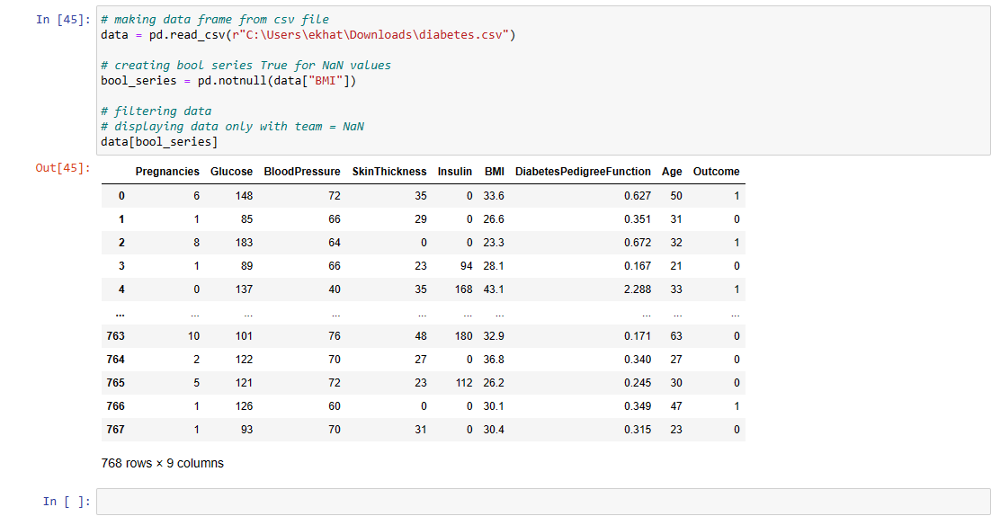 In [45]: # making data frame from csv file
data = pd.read_csv(r"C:\Users\ekhat\Downloads\diabetes.csv")
# creating bool series True for NaN values
bool_series = pd.notnull(data["BMI"])
# filtering data
# displaying data only with team = NaN
data[bool_series]
Out[45]:
Pregnancies Glucose BloodPressure SkinThickness Insulin BMI DiabetesPedigreeFunction Age Outcome
0 6 148 72 35 0 33.6 0.627 50 1
1 1 85 66 29 0 26.6 0.351 31 0
2 8 183 64 0 0 23.3 0.672 32 1
3 1 89 66 23 94 28.1 0.167 21 0
4 0 137 40 35 168 43.1 2.288 33 1
... ... ... ... ... ... ... ... ... ...
763 10 101 76 48 180 32.9 0.171 63 0
764 2 122 70 27 0 36.8 0.340 27 0
765 5 121 72 23 112 26.2 0.245 30 0
766 1 126 60 0 0 30.1 0.349 47 1
767 1 93 70 31 0 30.4 0.315 23 0
768 rows × 9 columns
In [ ]: